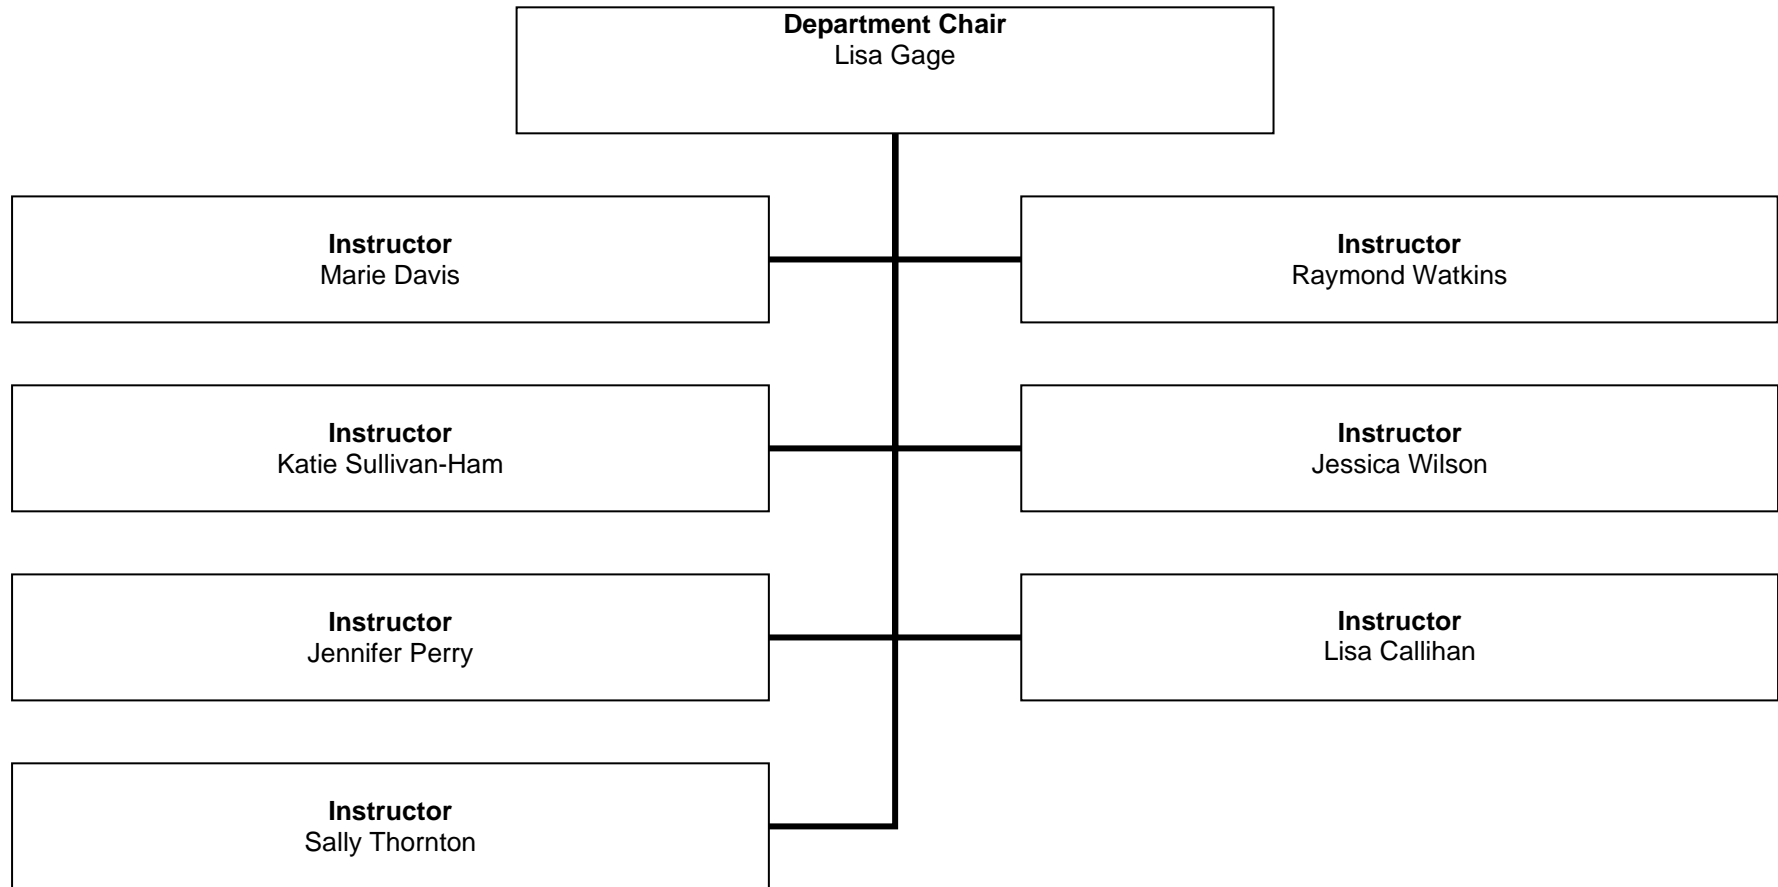 Department Chair
Lisa Gage
Instructor
Marie Davis
Instructor
Raymond Watkins
Instructor
Katie Sullivan-Ham
Instructor
Jessica Wilson
Instructor
Jennifer Perry
Instructor
Lisa Callihan
Instructor
Sally Thornton